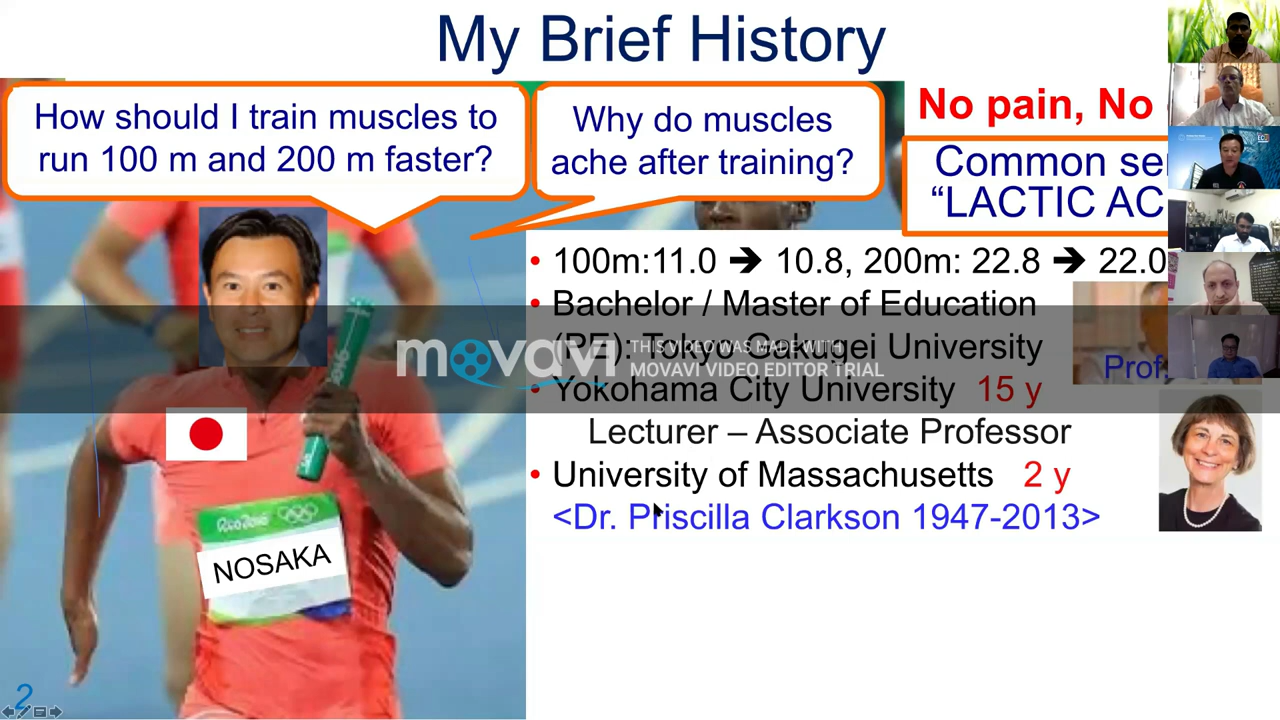 My Brief History
How should I train muscles to
run 100 m and 200 m faster?
Why do muscles
ache after training?
No pain, No
Common se
“LACTIC AC
• 100m:11.0 ➔ 10.8, 200m: 22.8 ➔ 22.0
• Bachelor / Master of Education
(PE): Tokyo Gakugei University
movavi
THIS VIDEO WAS MADE WITH
MOVAVI VIDEO EDITOR TRIAL
Prof.
• Yokohama City University 15 y
Lecturer – Associate Professor
• University of Massachusetts 2 y
<Dr. Priscilla Clarkson 1947-2013>
Rio2016
NOSAKA
2